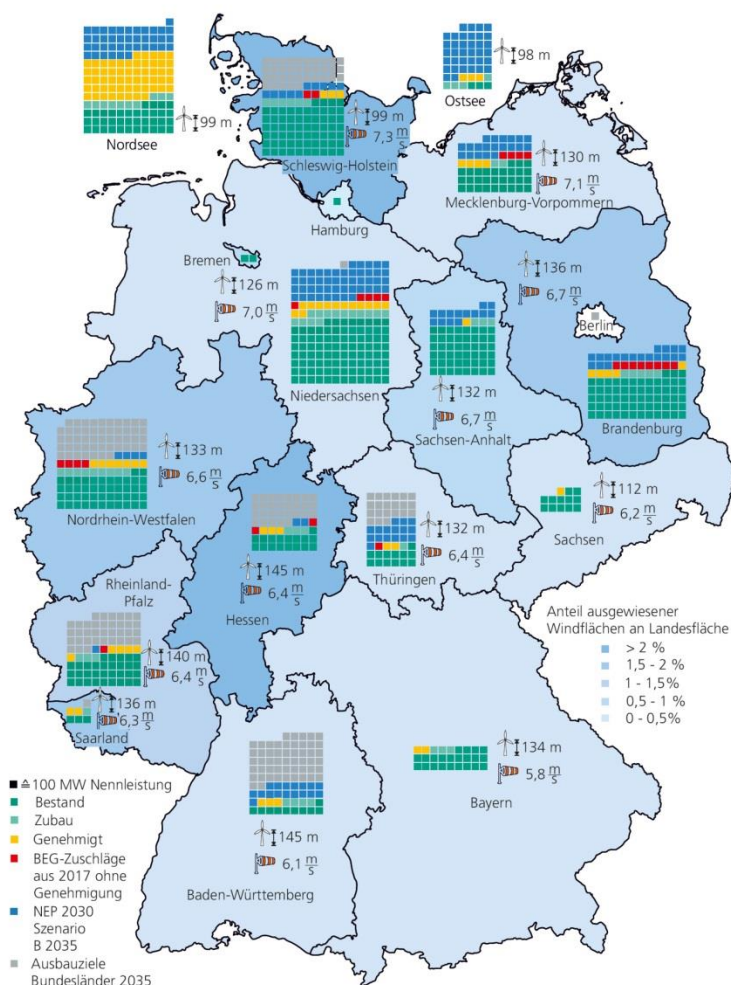 Nordsee
99 m
Ostsee
98 m
99 m
7,3 m/s
Schleswig-Holstein
130 m
7,1 m/s
Mecklenburg-Vorpommern
Hamburg
Bremen
126 m
7,0 m/s
Niedersachsen
136 m
6,7 m/s
Berlin
Brandenburg
132 m
6,7 m/s
Sachsen-Anhalt
133 m
6,6 m/s
Nordrhein-Westfalen
112 m
6,2 m/s
Sachsen
132 m
6,4 m/s
Thüringen
145 m
6,4 m/s
Hessen
Rheinland-
Pfalz
140 m
6,4 m/s
136 m
6,3 m/s
Saarland
Anteil ausgewiesener
Windflächen an Landesfläche
> 2 %
1,5 - 2 %
1 - 1,5%
0,5 - 1 %
0 - 0,5%
134 m
5,8 m/s
Bayern
145 m
6,1 m/s
Baden-Württemberg
≙ 100 MW Nennleistung
Bestand
Zubau
Genehmigt
BEG-Zuschläge
aus 2017 ohne
Genehmigung
NEP 2030
Szenario
B 2035
Ausbauziele
Bundesländer 2035